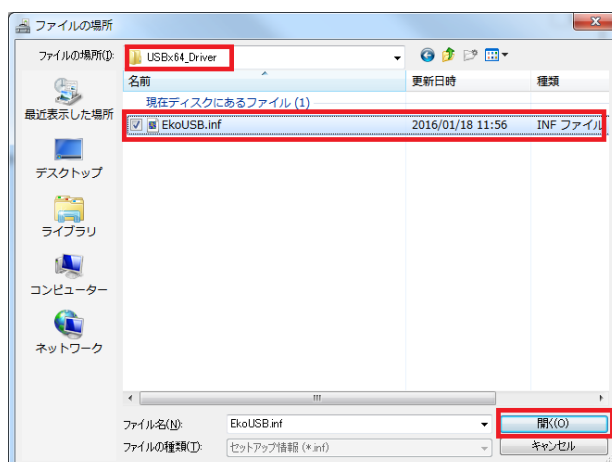 ファイルの場所
ファイルの場所(I):
USBx64_Driver
名前
更新日時
種類
現在ディスクにあるファイル (1)
EkoUSB.inf
2016/01/18 11:56
INF ファイル
最近表示した場所
デスクトップ
ライブラリ
コンピューター
ネットワーク
ファイル名(N):
EkoUSB.inf
開く(O)
ファイルの種類(T):
セットアップ情報 (*.inf)
キャンセル